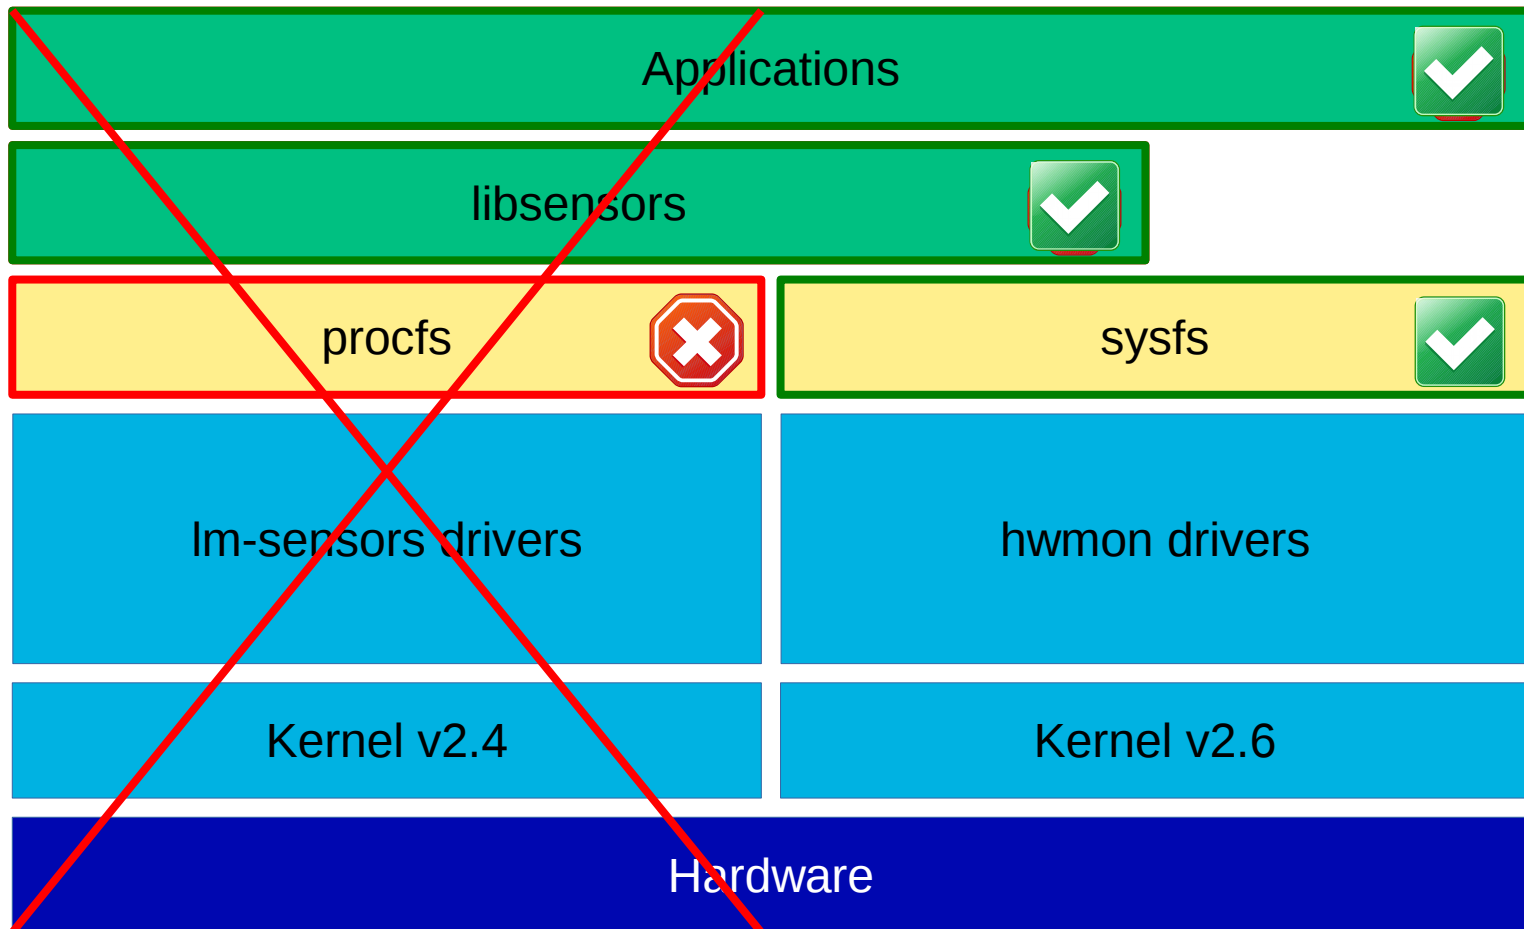 Applications
libsensors
procfs
sysfs
lm-sensors drivers
hwmon drivers
Kernel v2.4
Kernel v2.6
Hardware